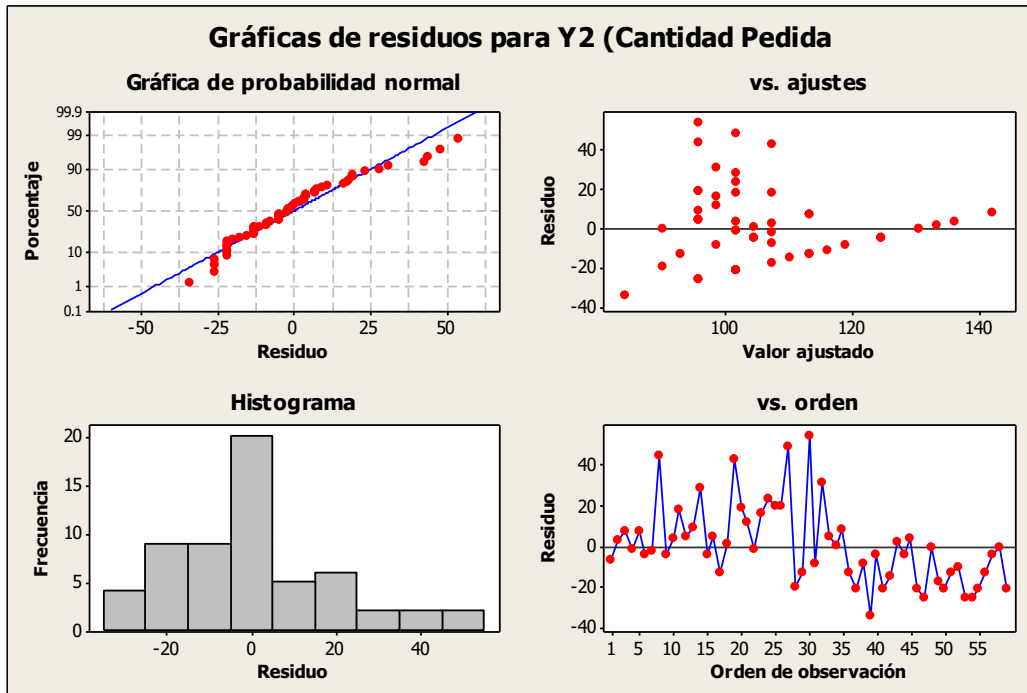 Gráficas de residuos para Y2 (Cantidad Pedida
Gráfica de probabilidad normal
99.9
99
90
50
10
1
0.1
Porcentaje
-50 -25 0 25 50
Residuo
vs. ajustes
40
20
0
-20
-40
Residuo
100 120 140
Valor ajustado
Histograma
20
15
10
5
0
Frecuencia
-20 0 20 40
Residuo
vs. orden
40
20
0
-20
-40
Residuo
1 5 10 15 20 25 30 35 40 45 50 55
Orden de observación